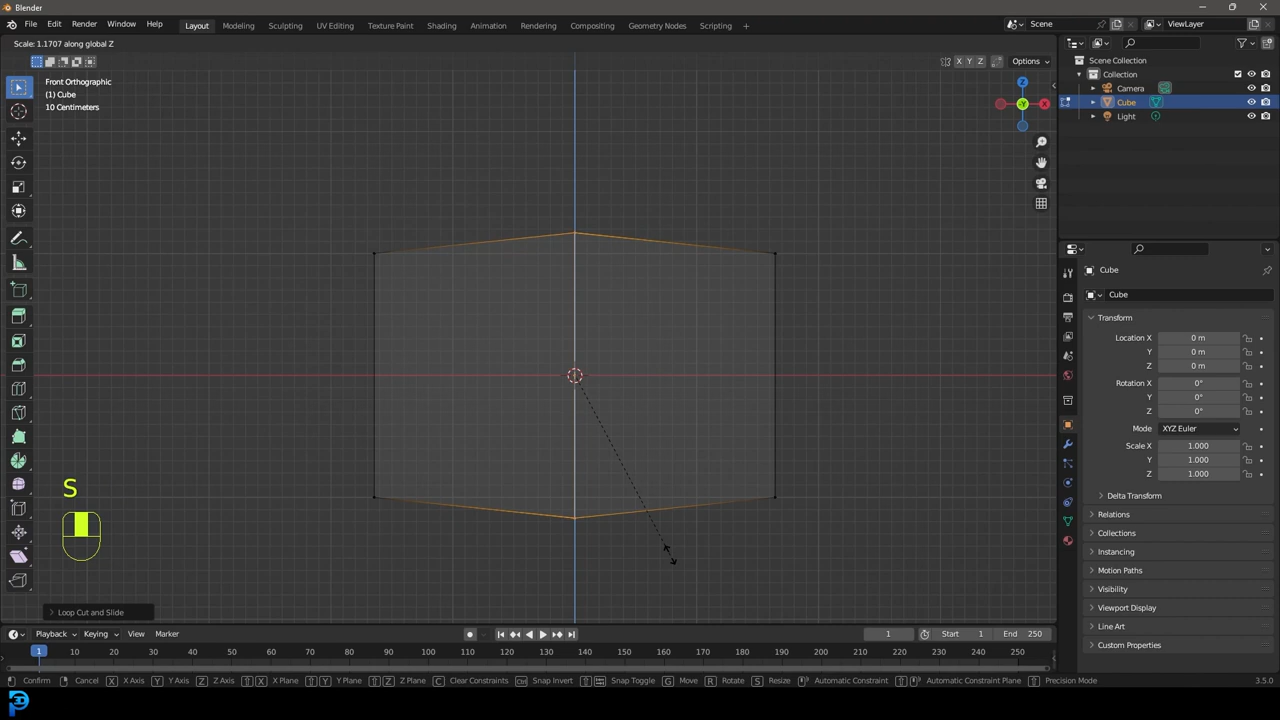 Blender
File Edit Render Window Help Layout Modeling Sculpting UV Editing Texture Paint Shading Animation Rendering Compositing Geometry Nodes Scripting + Scene ViewLayer
Scale: 1.1707 along global Z
X Y Z Options
Front Orthographic
(1) Cube
10 Centimeters
Z
-Y
X
Scene Collection
Collection
Camera
Cube
Light
Cube
Cube
Transform
Location X 0 m
Y 0 m
Z 0 m
Rotation X 0°
Y 0°
Z 0°
Mode XYZ Euler
Scale X 1.000
Y 1.000
Z 1.000
Delta Transform
Relations
Collections
Instancing
Motion Paths
Visibility
Viewport Display
Line Art
Custom Properties
S
Loop Cut and Slide
Playback Keying View Marker 1 Start 1 End 250
1 10 20 30 40 50 60 70 80 90 100 110 120 130 140 150 160 170 180 190 200 210 220 230 240 250
Confirm Cancel X X Axis Y Y Axis Z Z Axis X X Plane Y Y Plane Z Z Plane C Clear Constraints Snap Invert Snap Toggle G Move R Rotate S Resize Automatic Constraint Automatic Constraint Plane Precision Mode 3.5.0